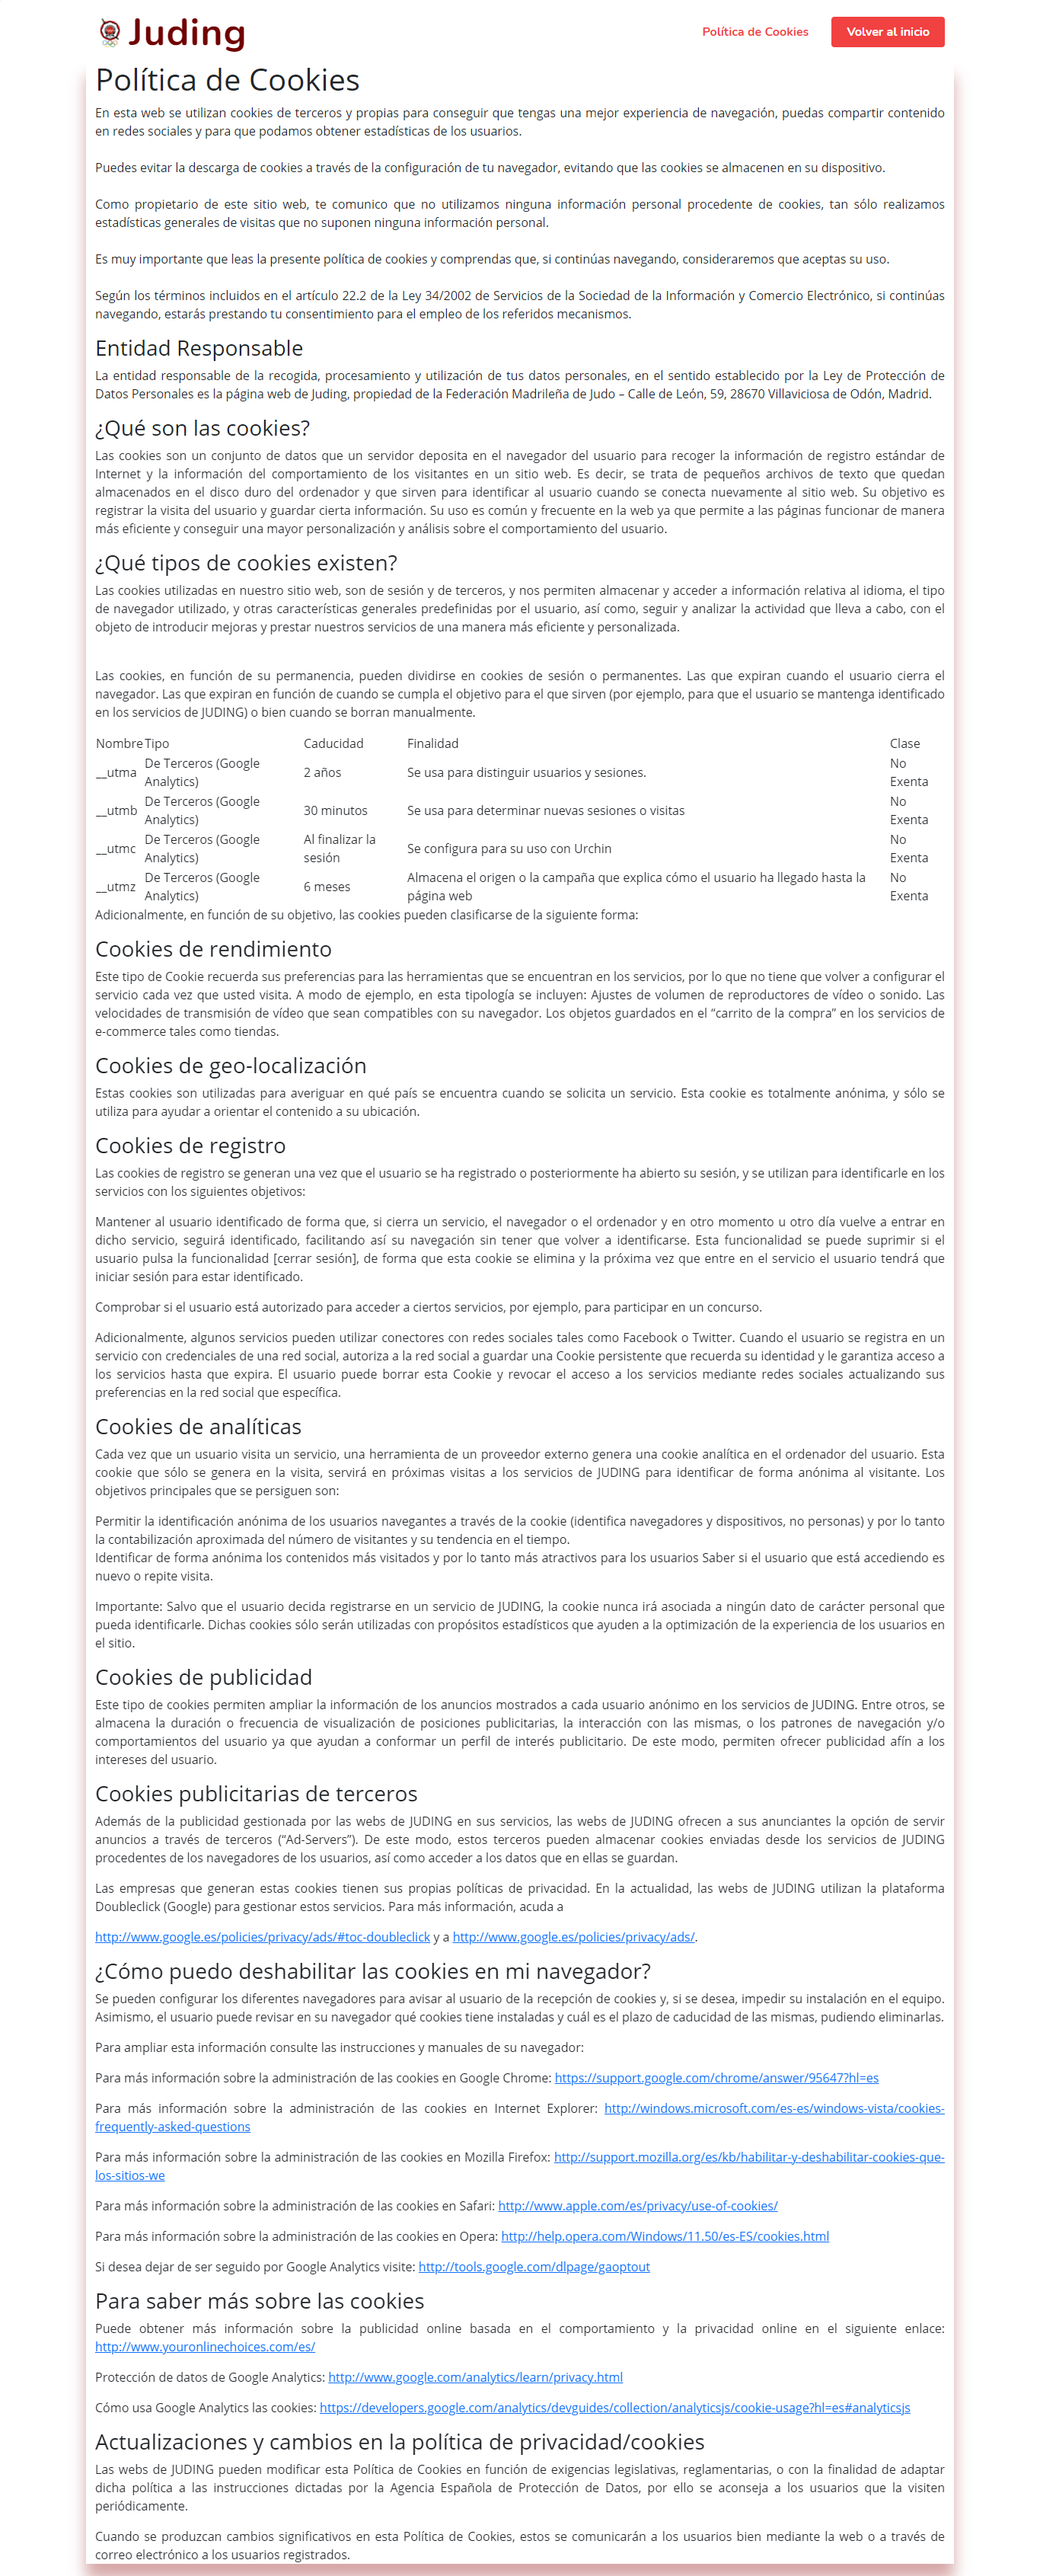 Juding
Política de Cookies
Volver al inicio
Política de Cookies
En esta web se utilizan cookies de terceros y propias para conseguir que tengas una mejor experiencia de navegación, puedas compartir contenido
en redes sociales y para que podamos obtener estadísticas de los usuarios.
Puedes evitar la descarga de cookies a través de la configuración de tu navegador, evitando que las cookies se almacenen en su dispositivo.
Como propietario de este sitio web, te comunico que no utilizamos ninguna información personal procedente de cookies, tan sólo realizamos
estadísticas generales de visitas que no suponen ninguna información personal.
Es muy importante que leas la presente política de cookies y comprendas que, si continúas navegando, consideraremos que aceptas su uso.
Según los términos incluidos en el artículo 22.2 de la Ley 34/2002 de Servicios de la Sociedad de la Información y Comercio Electrónico, si continúas
navegando, estarás prestando tu consentimiento para el empleo de los referidos mecanismos.
Entidad Responsable
La entidad responsable de la recogida, procesamiento y utilización de tus datos personales, en el sentido establecido por la Ley de Protección de
Datos Personales es la página web de Juding, propiedad de la Federación Madrileña de Judo – Calle de León, 59, 28670 Villaviciosa de Odón, Madrid.
¿Qué son las cookies?
Las cookies son un conjunto de datos que un servidor deposita en el navegador del usuario para recoger la información de registro estándar de
Internet y la información del comportamiento de los visitantes en un sitio web. Es decir, se trata de pequeños archivos de texto que quedan
almacenados en el disco duro del ordenador y que sirven para identificar al usuario cuando se conecta nuevamente al sitio web. Su objetivo es
registrar la visita del usuario y guardar cierta información. Su uso es común y frecuente en la web ya que permite a las páginas funcionar de manera
más eficiente y conseguir una mayor personalización y análisis sobre el comportamiento del usuario.
¿Qué tipos de cookies existen?
Las cookies utilizadas en nuestro sitio web, son de sesión y de terceros, y nos permiten almacenar y acceder a información relativa al idioma, el tipo
de navegador utilizado, y otras características generales predefinidas por el usuario, así como, seguir y analizar la actividad que lleva a cabo, con el
objeto de introducir mejoras y prestar nuestros servicios de una manera más eficiente y personalizada.
Las cookies, en función de su permanencia, pueden dividirse en cookies de sesión o permanentes. Las que expiran cuando el usuario cierra el
navegador. Las que expiran en función de cuando se cumpla el objetivo para el que sirven (por ejemplo, para que el usuario se mantenga identificado
en los servicios de JUDING) o bien cuando se borran manualmente.
Nombre Tipo Caducidad Finalidad Clase
__utma De Terceros (Google Analytics) 2 años Se usa para distinguir usuarios y sesiones. No Exenta
__utmb De Terceros (Google Analytics) 30 minutos Se usa para determinar nuevas sesiones o visitas No Exenta
__utmc De Terceros (Google Analytics) Al finalizar la sesión Se configura para su uso con Urchin No Exenta
__utmz De Terceros (Google Analytics) 6 meses Almacena el origen o la campaña que explica cómo el usuario ha llegado hasta la página web No Exenta
Adicionalmente, en función de su objetivo, las cookies pueden clasificarse de la siguiente forma:
Cookies de rendimiento
Este tipo de Cookie recuerda sus preferencias para las herramientas que se encuentran en los servicios, por lo que no tiene que volver a configurar el
servicio cada vez que usted visita. A modo de ejemplo, en esta tipología se incluyen: Ajustes de volumen de reproductores de vídeo o sonido. Las
velocidades de transmisión de vídeo que sean compatibles con su navegador. Los objetos guardados en el “carrito de la compra” en los servicios de
e-commerce tales como tiendas.
Cookies de geo-localización
Estas cookies son utilizadas para averiguar en qué país se encuentra cuando se solicita un servicio. Esta cookie es totalmente anónima, y sólo se
utiliza para ayudar a orientar el contenido a su ubicación.
Cookies de registro
Las cookies de registro se generan una vez que el usuario se ha registrado o posteriormente ha abierto su sesión, y se utilizan para identificarle en los
servicios con los siguientes objetivos:
Mantener al usuario identificado de forma que, si cierra un servicio, el navegador o el ordenador y en otro momento u otro día vuelve a entrar en
dicho servicio, seguirá identificado, facilitando así su navegación sin tener que volver a identificarse. Esta funcionalidad se puede suprimir si el
usuario pulsa la funcionalidad [cerrar sesión], de forma que esta cookie se elimina y la próxima vez que entre en el servicio el usuario tendrá que
iniciar sesión para estar identificado.
Comprobar si el usuario está autorizado para acceder a ciertos servicios, por ejemplo, para participar en un concurso.
Adicionalmente, algunos servicios pueden utilizar conectores con redes sociales tales como Facebook o Twitter. Cuando el usuario se registra en un
servicio con credenciales de una red social, autoriza a la red social a guardar una Cookie persistente que recuerda su identidad y le garantiza acceso a
los servicios hasta que expira. El usuario puede borrar esta Cookie y revocar el acceso a los servicios mediante redes sociales actualizando sus
preferencias en la red social que específica.
Cookies de analíticas
Cada vez que un usuario visita un servicio, una herramienta de un proveedor externo genera una cookie analítica en el ordenador del usuario. Esta
cookie que sólo se genera en la visita, servirá en próximas visitas a los servicios de JUDING para identificar de forma anónima al visitante. Los
objetivos principales que se persiguen son:
Permitir la identificación anónima de los usuarios navegantes a través de la cookie (identifica navegadores y dispositivos, no personas) y por lo tanto
la contabilización aproximada del número de visitantes y su tendencia en el tiempo.
Identificar de forma anónima los contenidos más visitados y por lo tanto más atractivos para los usuarios Saber si el usuario que está accediendo es
nuevo o repite visita.
Importante: Salvo que el usuario decida registrarse en un servicio de JUDING, la cookie nunca irá asociada a ningún dato de carácter personal que
pueda identificarle. Dichas cookies sólo serán utilizadas con propósitos estadísticos que ayuden a la optimización de la experiencia de los usuarios en
el sitio.
Cookies de publicidad
Este tipo de cookies permiten ampliar la información de los anuncios mostrados a cada usuario anónimo en los servicios de JUDING. Entre otros, se
almacena la duración o frecuencia de visualización de posiciones publicitarias, la interacción con las mismas, o los patrones de navegación y/o
comportamientos del usuario ya que ayudan a conformar un perfil de interés publicitario. De este modo, permiten ofrecer publicidad afín a los
intereses del usuario.
Cookies publicitarias de terceros
Además de la publicidad gestionada por las webs de JUDING en sus servicios, las webs de JUDING ofrecen a sus anunciantes la opción de servir
anuncios a través de terceros (“Ad-Servers”). De este modo, estos terceros pueden almacenar cookies enviadas desde los servicios de JUDING
procedentes de los navegadores de los usuarios, así como acceder a los datos que en ellas se guardan.
Las empresas que generan estas cookies tienen sus propias políticas de privacidad. En la actualidad, las webs de JUDING utilizan la plataforma
Doubleclick (Google) para gestionar estos servicios. Para más información, acuda a
http://www.google.es/policies/privacy/ads/#toc-doubleclick y a http://www.google.es/policies/privacy/ads/.
¿Cómo puedo deshabilitar las cookies en mi navegador?
Se pueden configurar los diferentes navegadores para avisar al usuario de la recepción de cookies y, si se desea, impedir su instalación en el equipo.
Asimismo, el usuario puede revisar en su navegador qué cookies tiene instaladas y cuál es el plazo de caducidad de las mismas, pudiendo eliminarlas.
Para ampliar esta información consulte las instrucciones y manuales de su navegador:
Para más información sobre la administración de las cookies en Google Chrome: https://support.google.com/chrome/answer/95647?hl=es
Para más información sobre la administración de las cookies en Internet Explorer: http://windows.microsoft.com/es-es/windows-vista/cookies-
frequently-asked-questions
Para más información sobre la administración de las cookies en Mozilla Firefox: http://support.mozilla.org/es/kb/habilitar-y-deshabilitar-cookies-que-
los-sitios-we
Para más información sobre la administración de las cookies en Safari: http://www.apple.com/es/privacy/use-of-cookies/
Para más información sobre la administración de las cookies en Opera: http://help.opera.com/Windows/11.50/es-ES/cookies.html
Si desea dejar de ser seguido por Google Analytics visite: http://tools.google.com/dlpage/gaoptout
Para saber más sobre las cookies
Puede obtener más información sobre la publicidad online basada en el comportamiento y la privacidad online en el siguiente enlace:
http://www.youronlinechoices.com/es/
Protección de datos de Google Analytics: http://www.google.com/analytics/learn/privacy.html
Cómo usa Google Analytics las cookies: https://developers.google.com/analytics/devguides/collection/analyticsjs/cookie-usage?hl=es#analyticsjs
Actualizaciones y cambios en la política de privacidad/cookies
Las webs de JUDING pueden modificar esta Política de Cookies en función de exigencias legislativas, reglamentarias, o con la finalidad de adaptar
dicha política a las instrucciones dictadas por la Agencia Española de Protección de Datos, por ello se aconseja a los usuarios que la visiten
periódicamente.
Cuando se produzcan cambios significativos en esta Política de Cookies, estos se comunicarán a los usuarios bien mediante la web o a través de
correo electrónico a los usuarios registrados.